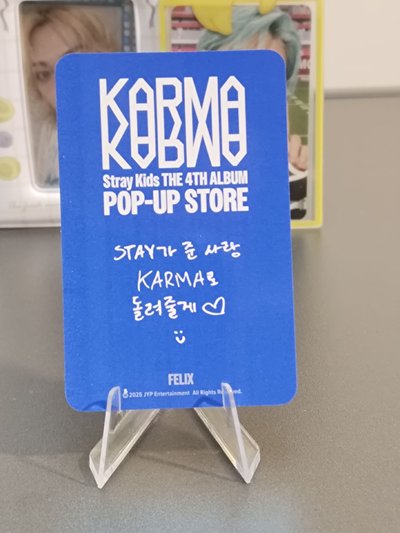 KARMA
KARMA
Stray Kids THE 4TH ALBUM
POP-UP STORE
STAY가 준 사랑
KARMA로
돌려줄게♡
FELIX
© 2025 JYP Entertainment All Rights Reserved.